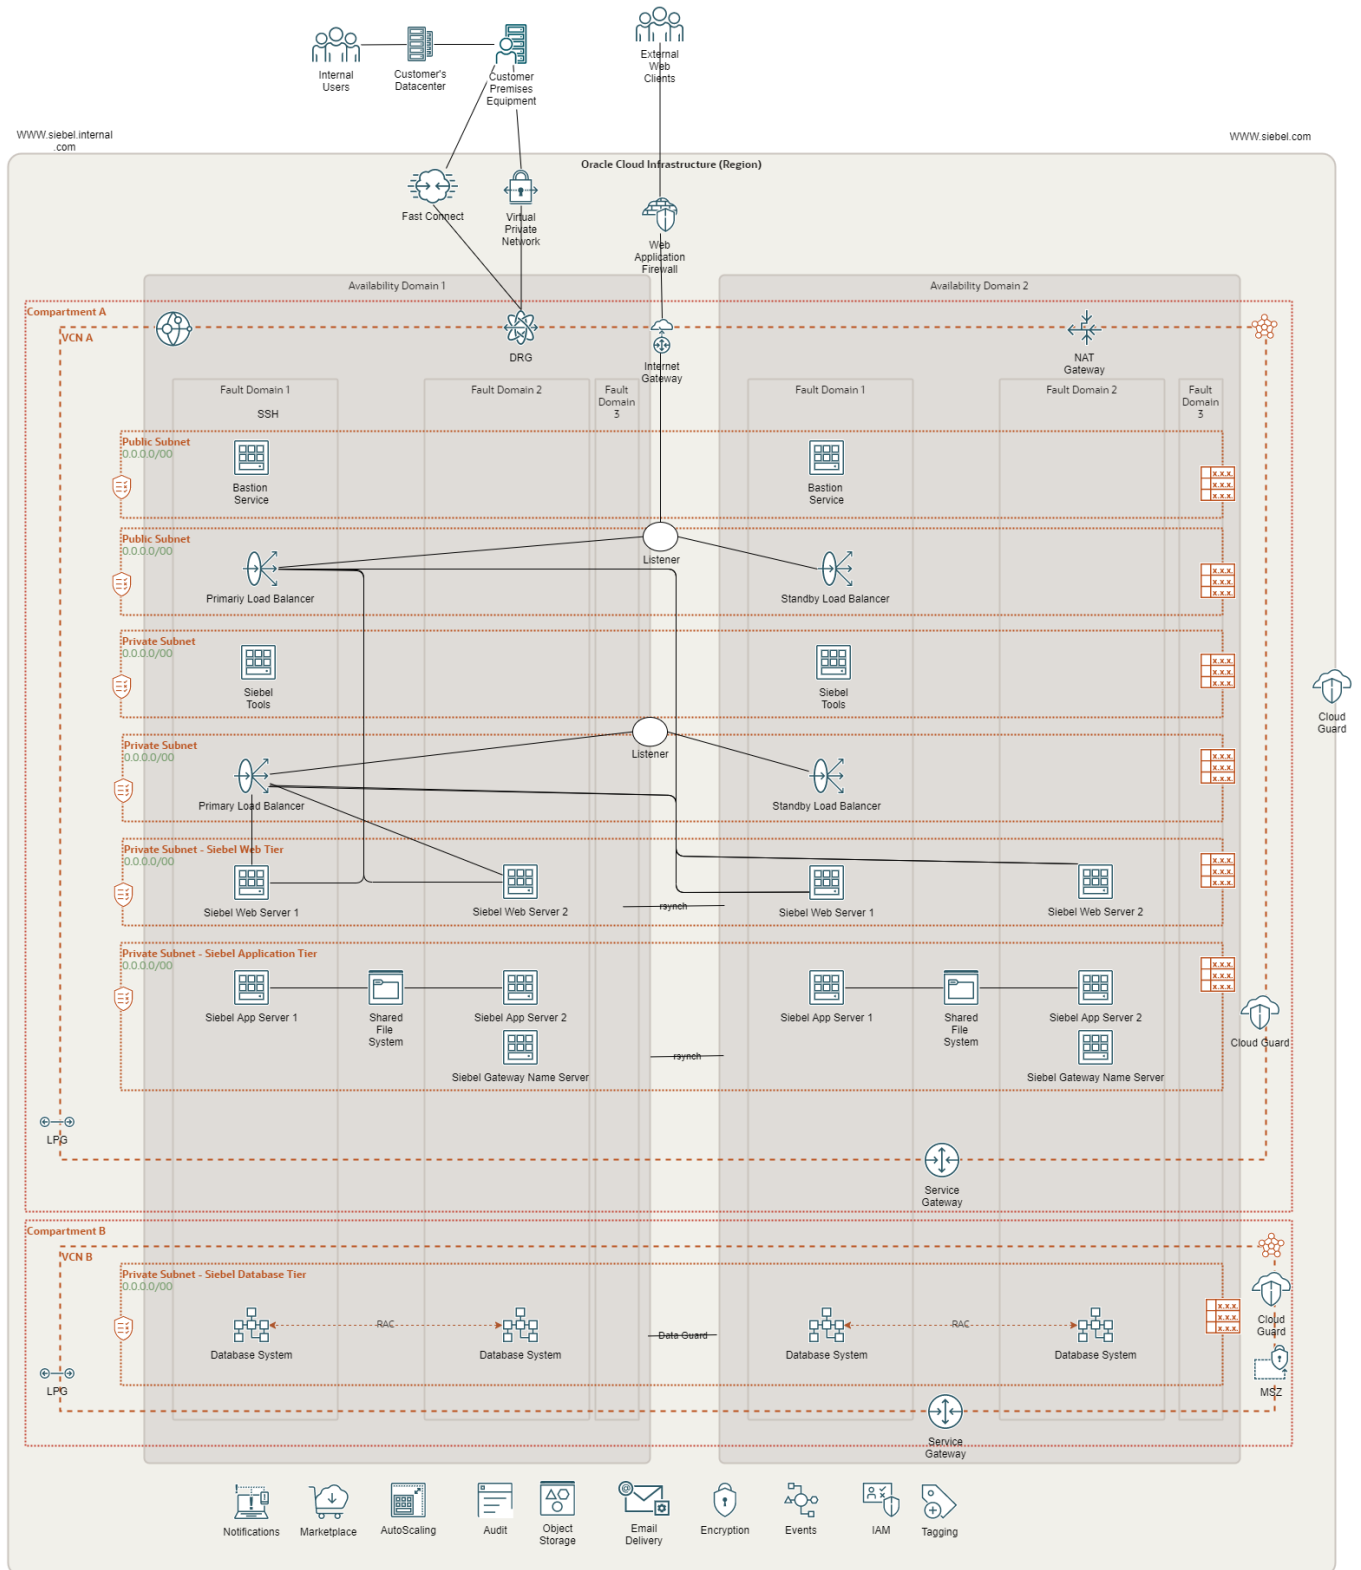 Internal
Users
Customer's
Datacenter
Customer
Premises
Equipment
External
Web
Clients
WWW.siebel.internal
.com
WWW.siebel.com
Oracle Cloud Infrastructure (Region)
Fast Connect
Virtual
Private
Network
Web
Application
Firewall
Availability Domain 1
Availability Domain 2
Compartment A
VCN A
DRG
Internet
Gateway
NAT
Gateway
Fault Domain 1
Fault Domain 2
Fault
Domain
3
Fault Domain 1
Fault Domain 2
Fault
Domain
3
SSH
Public Subnet
0.0.0.0/00
Bastion
Service
Bastion
Service
x.x.x.
x.x.x.
x.x.x.
Public Subnet
0.0.0.0/00
Listener
Primariy Load Balancer
Standby Load Balancer
x.x.x.
x.x.x.
x.x.x.
Private Subnet
0.0.0.0/00
Siebel
Tools
Siebel
Tools
x.x.x.
x.x.x.
x.x.x.
Cloud
Guard
Private Subnet
0.0.0.0/00
Listener
Primary Load Balancer
Standby Load Balancer
x.x.x.
x.x.x.
x.x.x.
Private Subnet - Siebel Web Tier
0.0.0.0/00
Siebel Web Server 1
Siebel Web Server 2
rsynch
Siebel Web Server 1
Siebel Web Server 2
x.x.x.
x.x.x.
x.x.x.
Private Subnet - Siebel Application Tier
0.0.0.0/00
Siebel App Server 1
Shared
File
System
Siebel App Server 2
Siebel App Server 1
Shared
File
System
Siebel App Server 2
x.x.x.
x.x.x.
x.x.x.
Cloud Guard
Siebel Gateway Name Server
rsynch
Siebel Gateway Name Server
LPG
Service
Gateway
Compartment B
VCN B
Private Subnet - Siebel Database Tier
0.0.0.0/00
RAC
Database System
Database System
Data Guard
RAC
Database System
Database System
x.x.x.
x.x.x.
x.x.x.
Cloud
Guard
MSZ
LPG
Service
Gateway
Notifications
Marketplace
AutoScaling
Audit
Object
Storage
@
Email
Delivery
Encryption
Events
IAM
Tagging